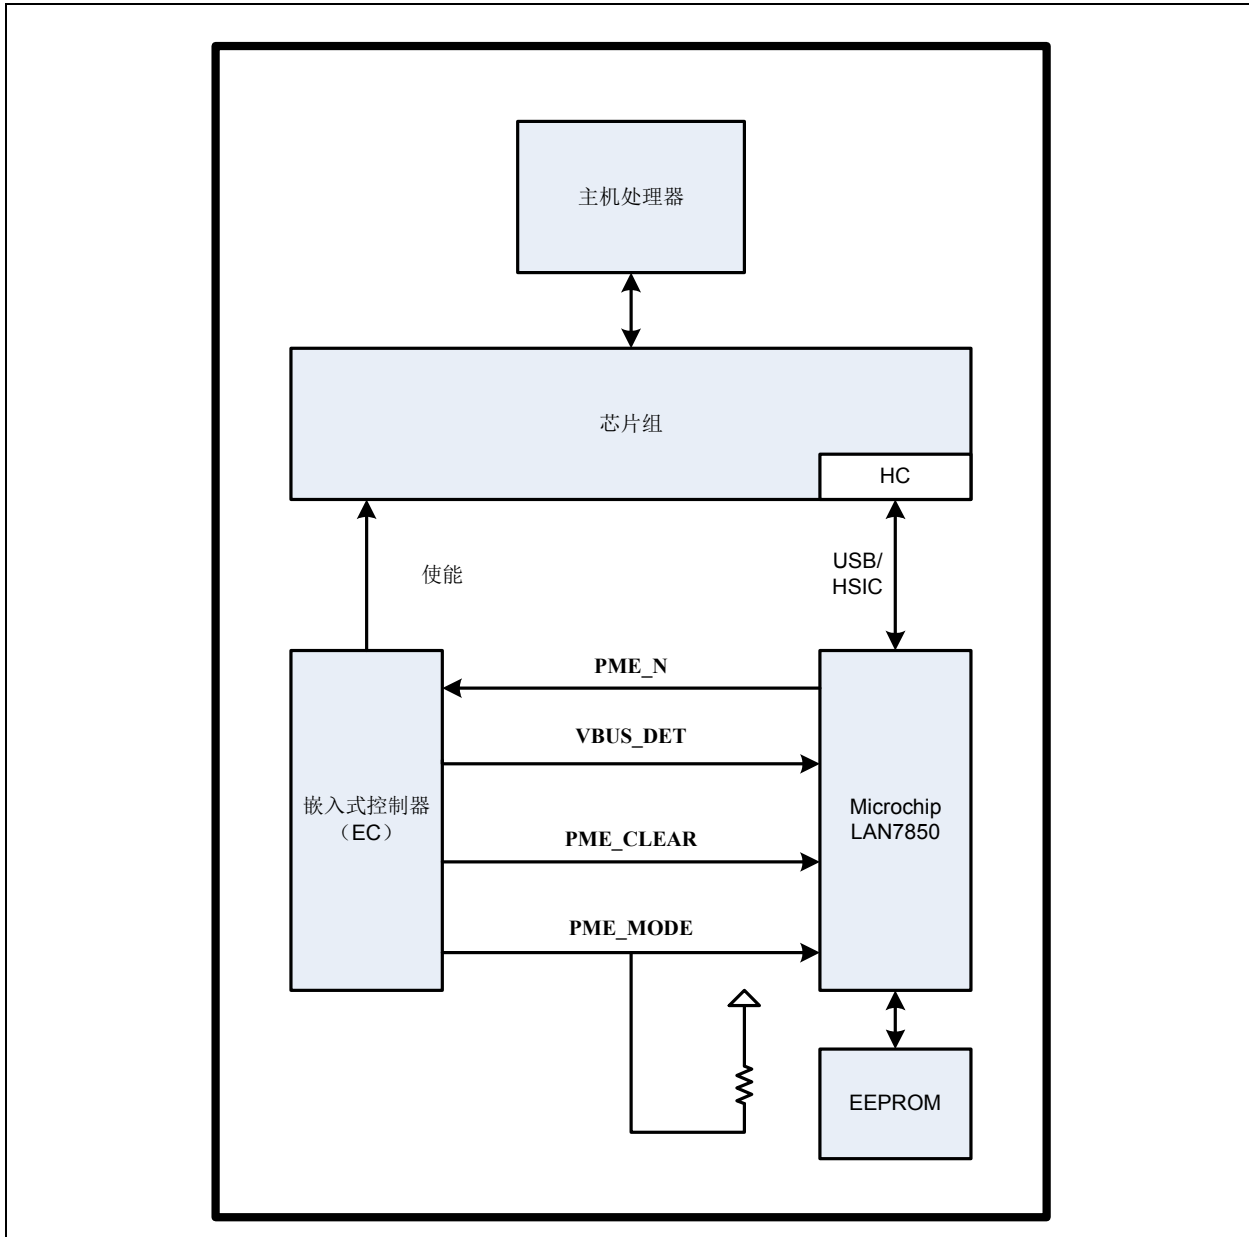 主机处理器
芯片组
HC
使能
USB/
HSIC
PME_N
VBUS_DET
嵌入式控制器
（EC）
Microchip
LAN7850
PME_CLEAR
PME_MODE
EEPROM